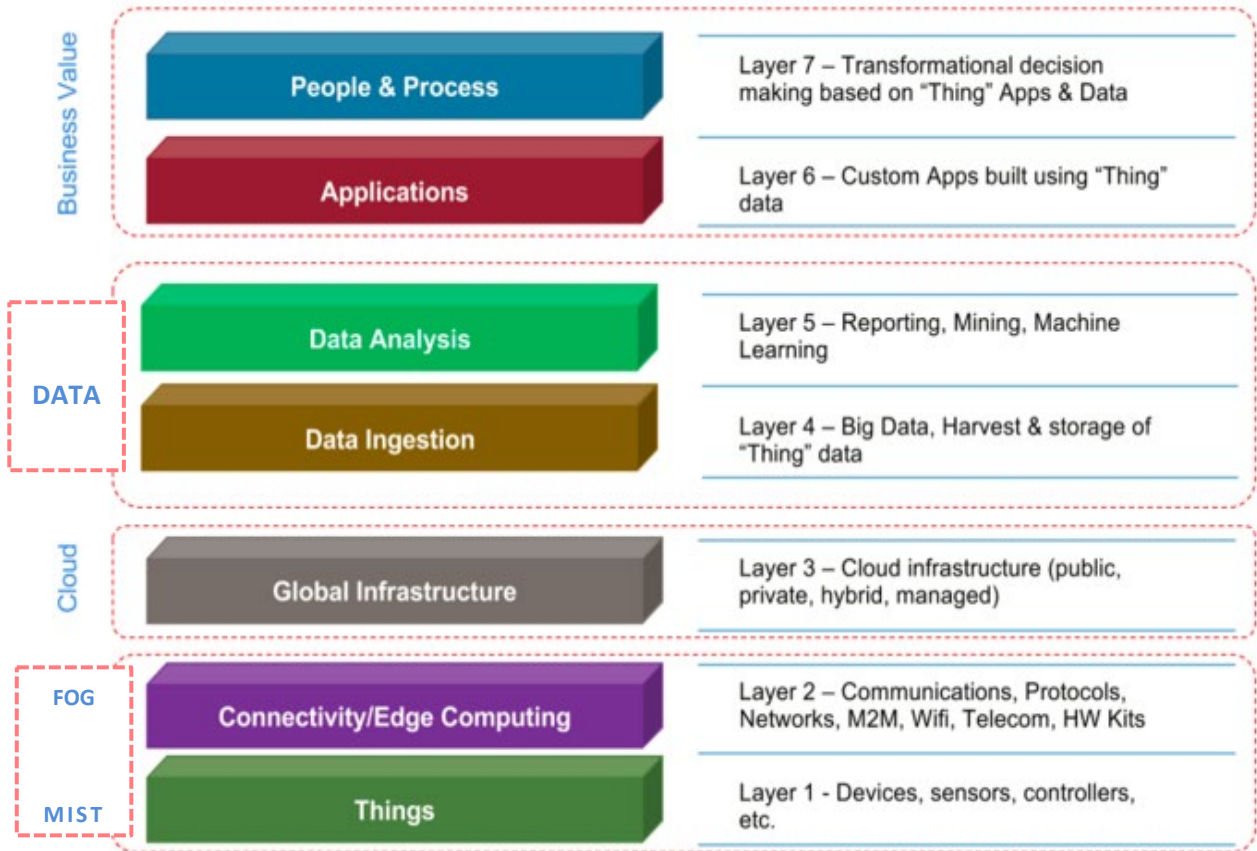 Business Value
People & Process
Layer 7 – Transformational decision
making based on “Thing” Apps & Data
Applications
Layer 6 – Custom Apps built using “Thing”
data
DATA
Data Analysis
Layer 5 – Reporting, Mining, Machine
Learning
Data Ingestion
Layer 4 – Big Data, Harvest & storage of
“Thing” data
Cloud
Global Infrastructure
Layer 3 – Cloud infrastructure (public,
private, hybrid, managed)
FOG
Connectivity/Edge Computing
Layer 2 – Communications, Protocols,
Networks, M2M, Wifi, Telecom, HW Kits
MIST
Things
Layer 1 - Devices, sensors, controllers,
etc.